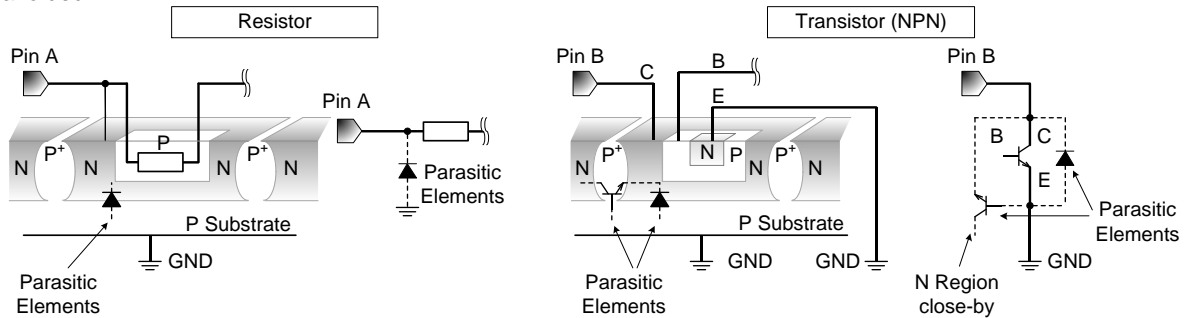 Resistor
Transistor (NPN)
Pin A
Pin A
P
N
P+
N
N
P+
N
Parasitic
Elements
P Substrate
GND
Parasitic
Elements
Pin B
C
B
E
N
P+
N
N
P
N
P+
N
P Substrate
GND
GND
Parasitic
Elements
Pin B
B
C
E
Parasitic
Elements
GND
N Region
close-by